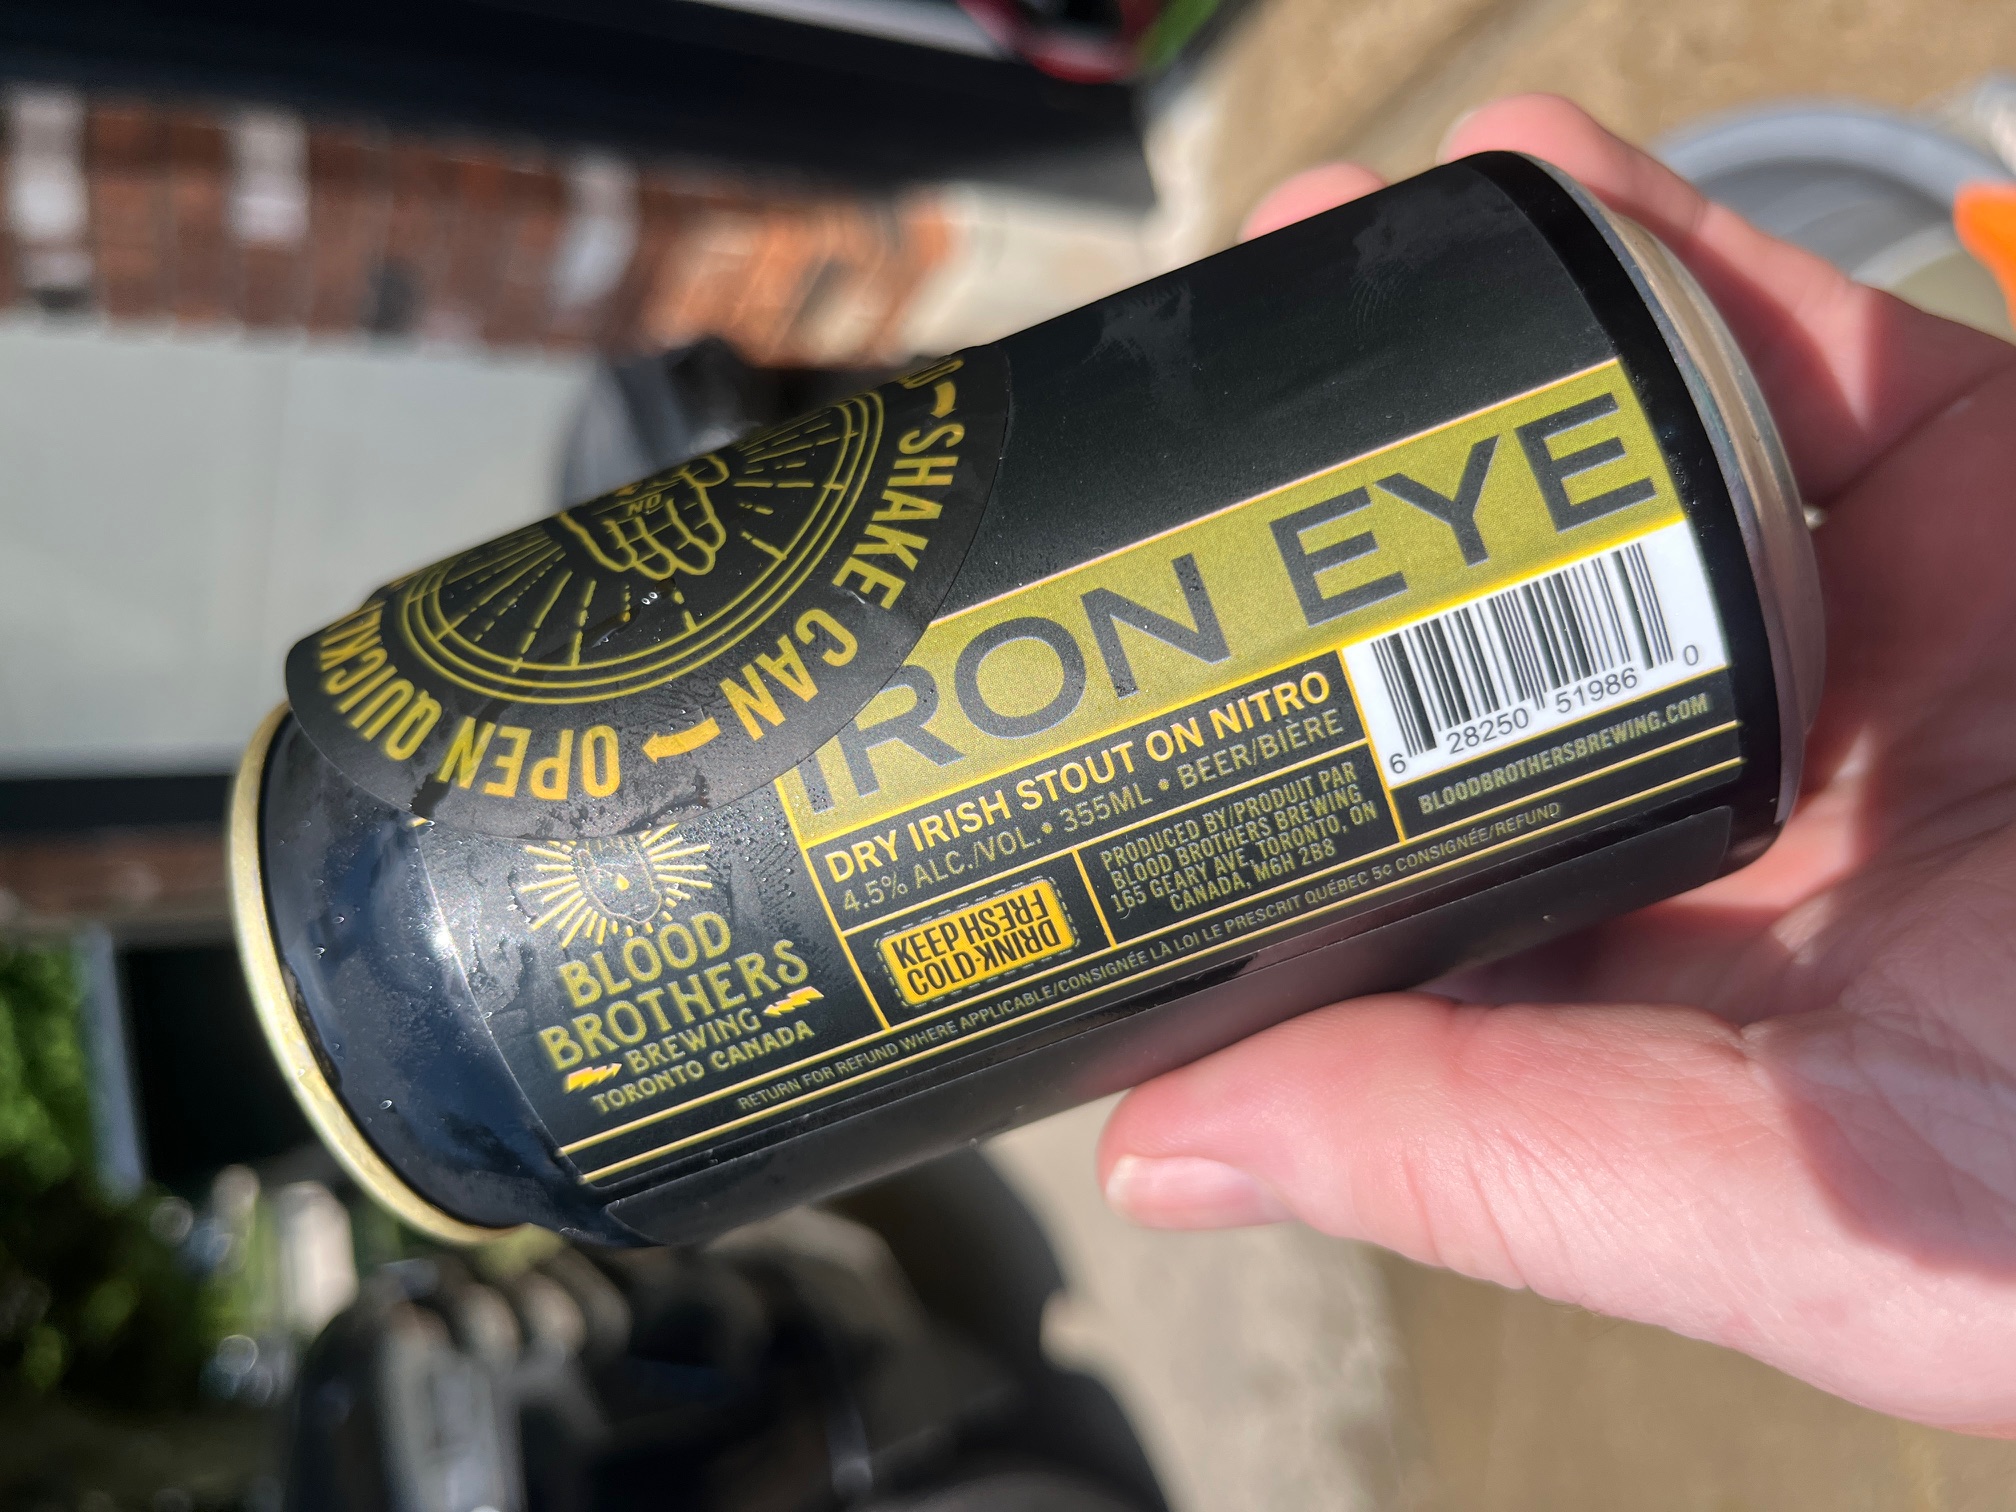 SHAKE CAN
OPEN
BLOOD
BROTHERS
BREWING
TORONTO CANADA
IRON EYE
DRY IRISH STOUT ON NITRO
4.5% ALC./VOL. • 355ML • BEER/BIÈRE
KEEP
COLD-
DRINK
FRESH
PRODUCED BY/PRODUIT PAR
BLOOD BROTHERS BREWING
165 GEARY AVE, TORONTO, ON
CANADA, M6H 2B8
6 28250 51986 0
BLOODBROTHERSBREWING.COM
RETURN FOR REFUND WHERE APPLICABLE/CONSIGNÉE LÀ LOI LE PRESCRIT QUÉBEC 5¢ CONSIGNÉE/REFUND